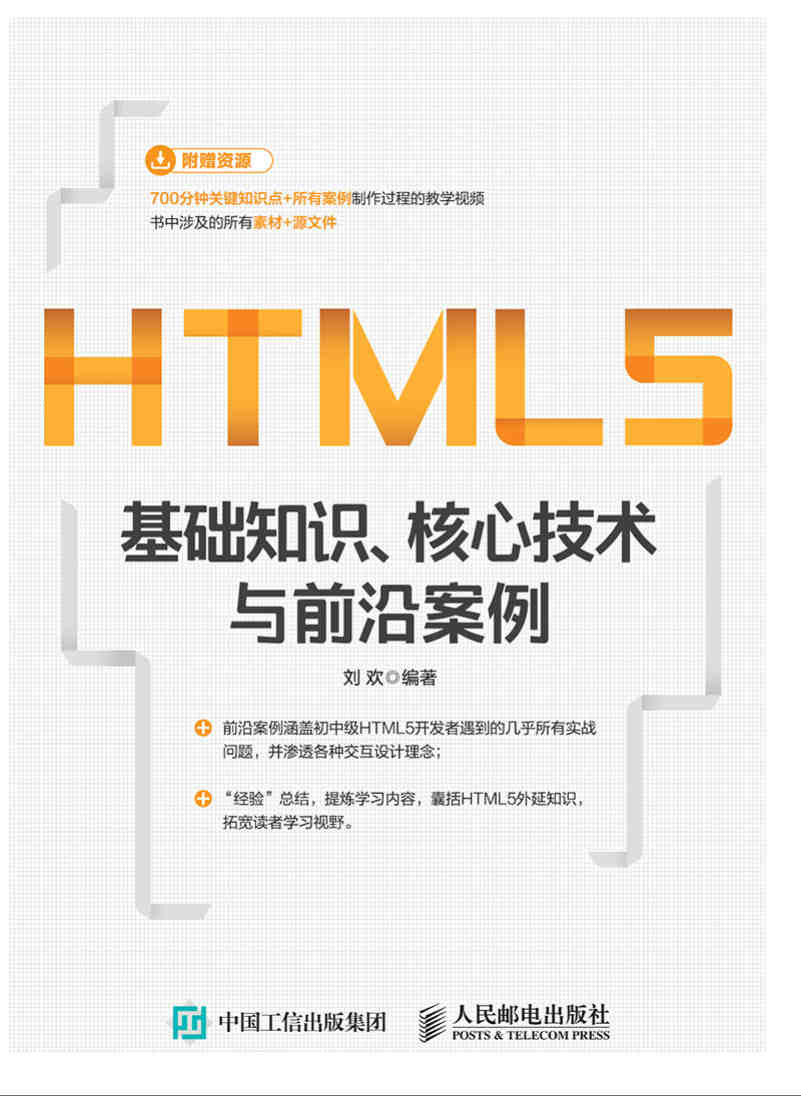 附赠资源
700分钟关键知识点+所有案例制作过程的教学视频
书中涉及的所有素材+源文件
HTML5
基础知识、核心技术
与前沿案例
刘欢◎编著
前沿案例涵盖初中级HTML5开发者遇到的几乎所有实战
问题，并渗透各种交互设计理念；
“经验”总结，提炼学习内容，囊括HTML5外延知识，
拓宽读者学习视野。
中国工信出版集团
人民邮电出版社
POSTS & TELECOM PRESS